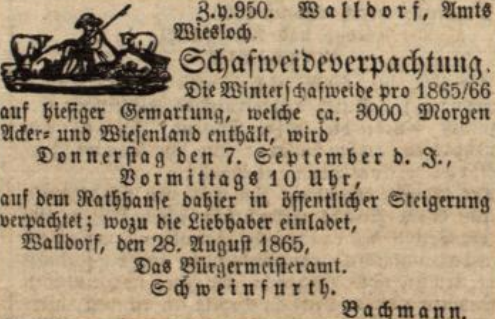 Z.y.950. Walldorf, Amts
Wiesloch.
Schafweideverpachtung.
Die Winterschafweide pro 1865/66
auf hiesiger Gemarkung, welche ca. 3000 Morgen
Acker- und Wiesenland enthält, wird
Donnerstag den 7. September d. J.,
Vormittags 10 Uhr,
auf dem Rathhause dahier in öffentlicher Steigerung
verpachtet; wozu die Liebhaber einladet,
Walldorf, den 28. August 1865,
Das Bürgermeisteramt.
Schweinfurth.
Bachmann.